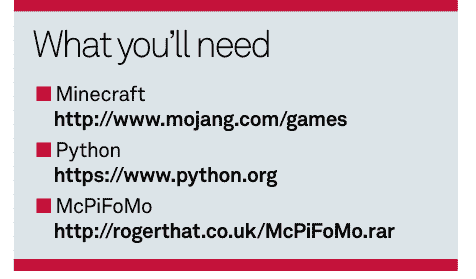 What you'll need
Minecraft
http://www.mojang.com/games
Python
https://www.python.org
McPiFoMo
http://rogerthat.co.uk/McPiFoMo.rar